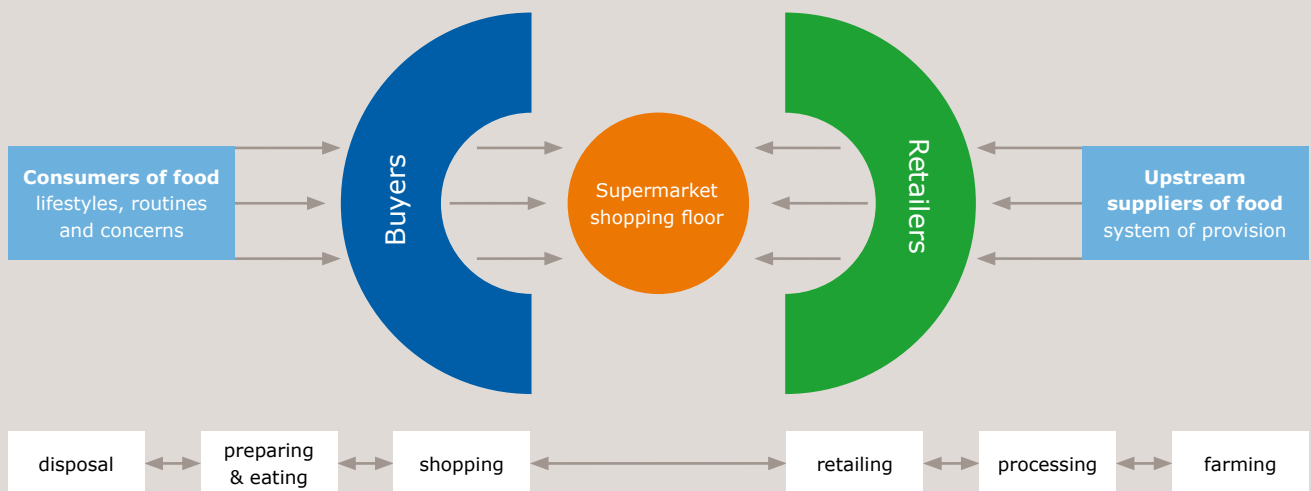 Consumers of food
lifestyles, routines
and concerns
Buyers
Supermarket
shopping floor
Retailers
Upstream
suppliers of food
system of provision
disposal
preparing
& eating
shopping
retailing
processing
farming